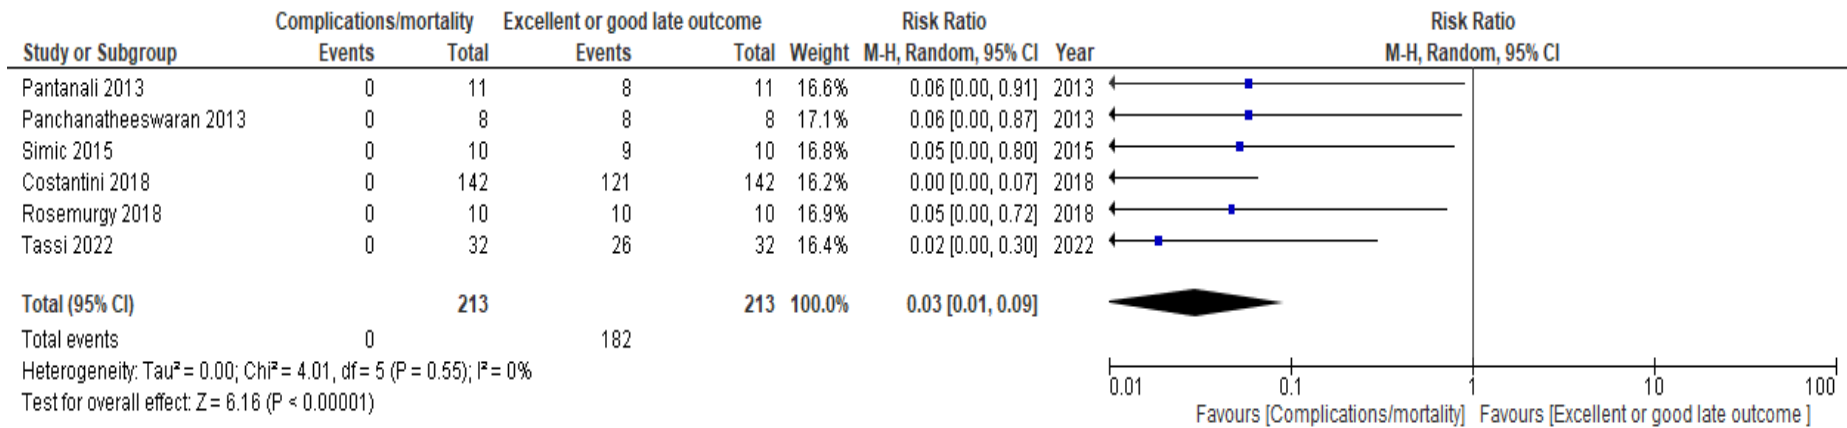 Complications/mortality Excellent or good late outcome Risk Ratio Risk Ratio
Study or Subgroup Events Total Events Total Weight M-H, Random, 95% CI Year M-H, Random, 95% CI
Pantanali 2013 0 11 8 11 16.6% 0.06 [0.00, 0.91] 2013
Panchanatheeswaran 2013 0 8 8 8 17.1% 0.06 [0.00, 0.87] 2013
Simic 2015 0 10 9 10 16.8% 0.05 [0.00, 0.80] 2015
Costantini 2018 0 142 121 142 16.2% 0.00 [0.00, 0.07] 2018
Rosemurgy 2018 0 10 10 10 16.9% 0.05 [0.00, 0.72] 2018
Tassi 2022 0 32 26 32 16.4% 0.02 [0.00, 0.30] 2022
Total (95% CI) 213 213 100.0% 0.03 [0.01, 0.09]
Total events 0 182
Heterogeneity: Tau² = 0.00; Chi² = 4.01, df = 5 (P = 0.55); I² = 0%
Test for overall effect: Z = 6.16 (P < 0.00001)
0.01 0.1 1 10 100
Favours [Complications/mortality] Favours [Excellent or good late outcome ]